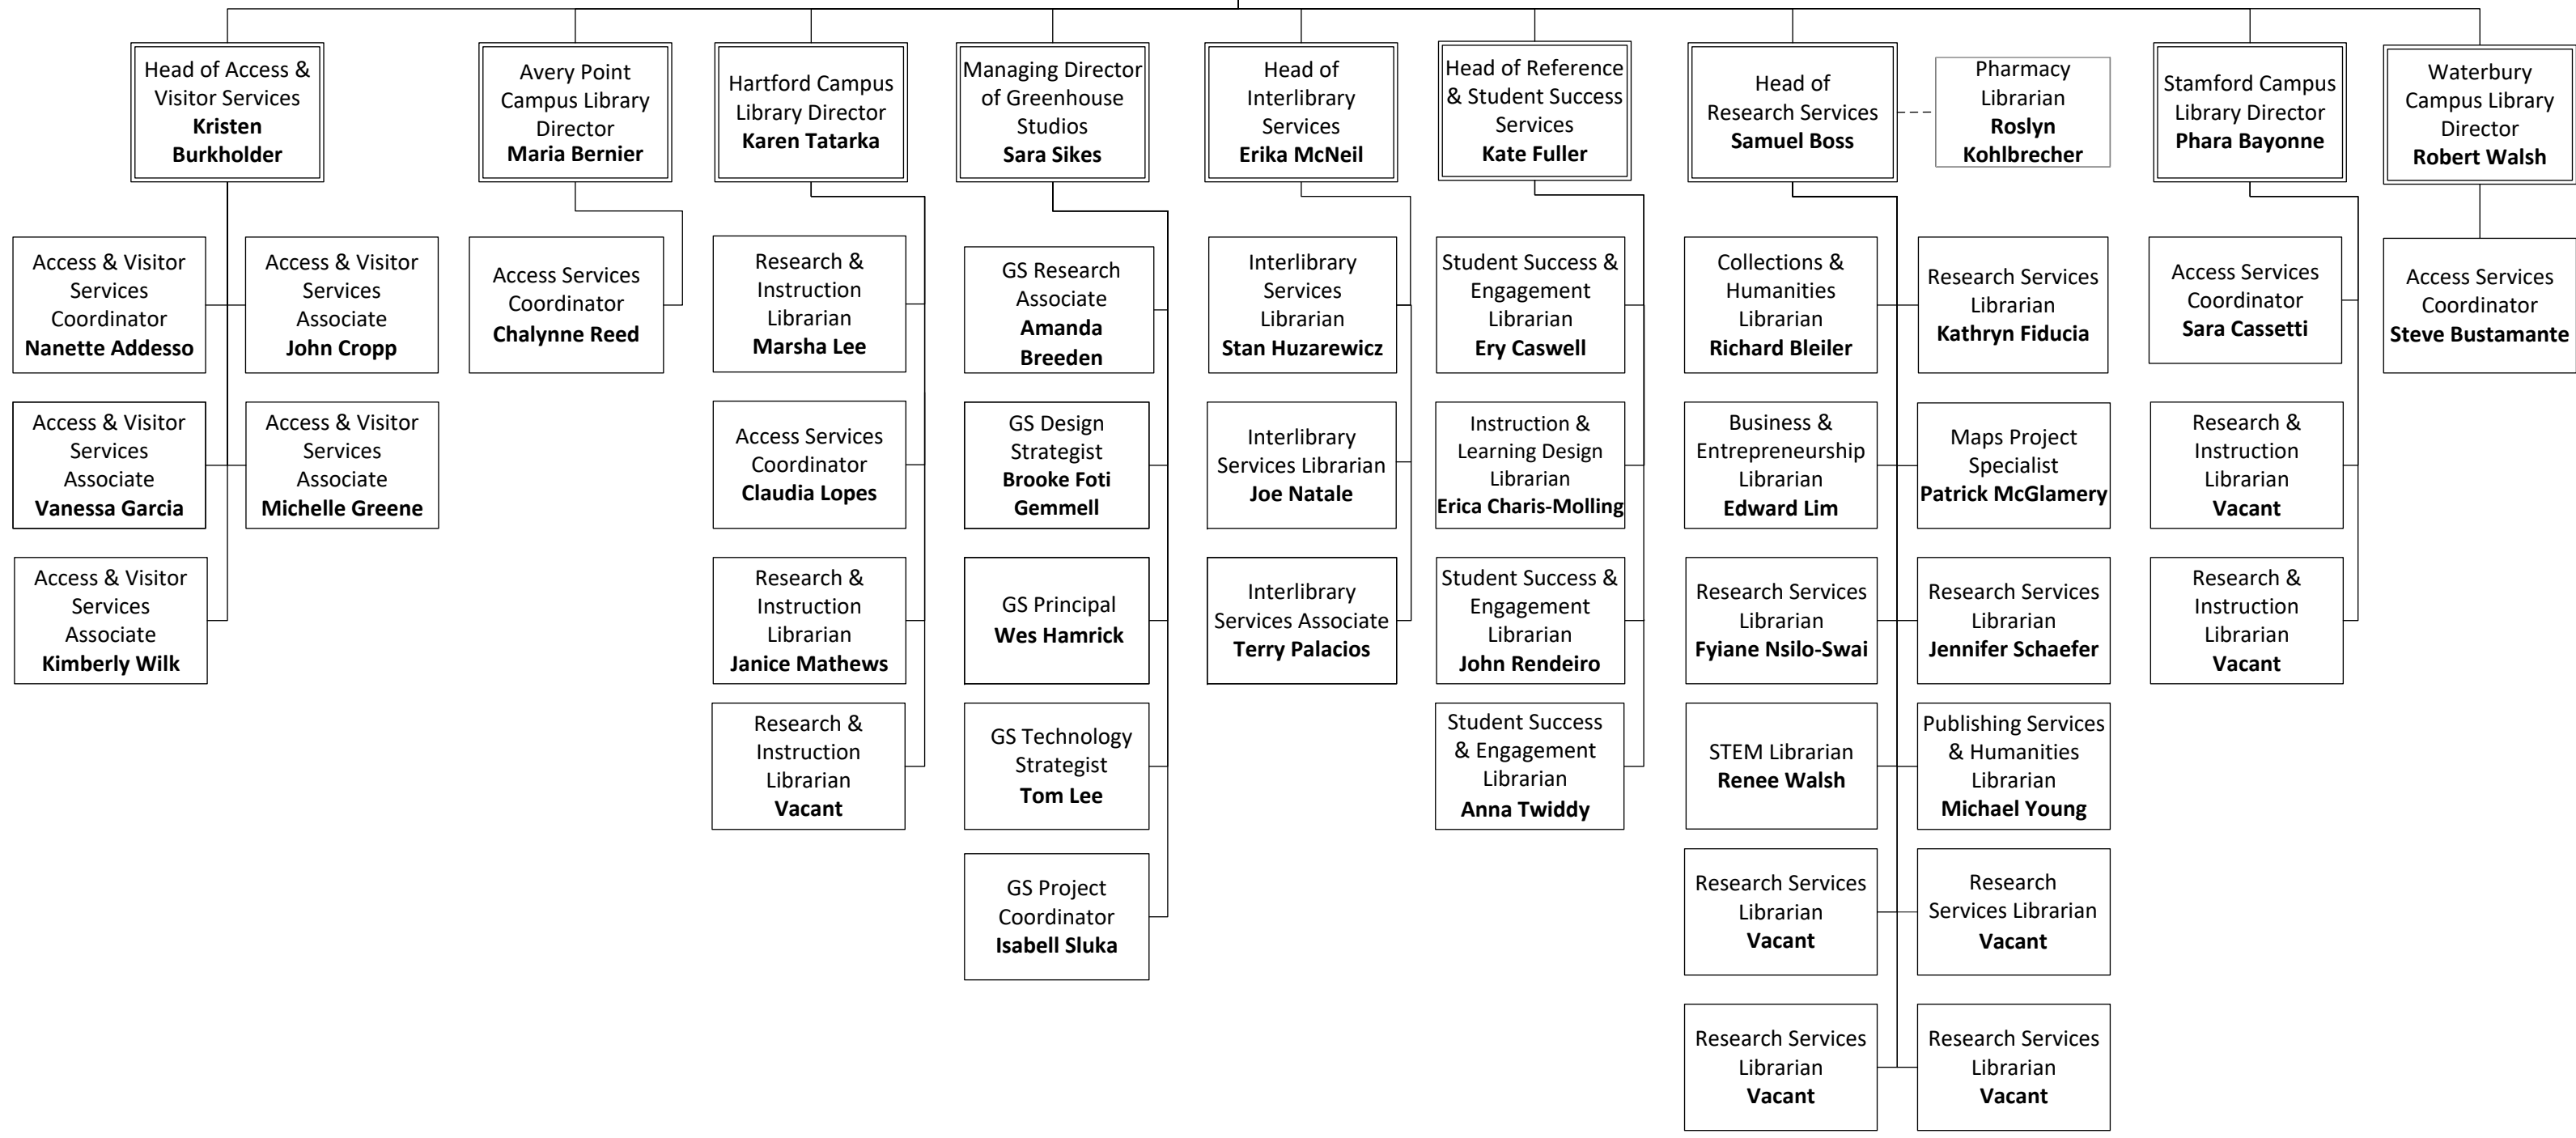 Head of Access &
Visitor Services
Kristen
Burkholder
Avery Point
Campus Library
Director
Maria Bernier
Hartford Campus
Library Director
Karen Tatarka
Managing Director
of Greenhouse
Studios
Sara Sikes
Head of
Interlibrary
Services
Erika McNeil
Head of Reference
& Student Success
Services
Kate Fuller
Head of
Research Services
Samuel Boss
Pharmacy
Librarian
Roslyn
Kohlbrecher
Stamford Campus
Library Director
Phara Bayonne
Waterbury
Campus Library
Director
Robert Walsh
Access & Visitor
Services
Coordinator
Nanette Addesso
Access & Visitor
Services
Associate
John Cropp
Access Services
Coordinator
Chalynne Reed
Research &
Instruction
Librarian
Marsha Lee
GS Research
Associate
Amanda
Breeden
Interlibrary
Services
Librarian
Stan Huzarewicz
Student Success &
Engagement
Librarian
Ery Caswell
Collections &
Humanities
Librarian
Richard Bleiler
Research Services
Librarian
Kathryn Fiducia
Access Services
Coordinator
Sara Cassetti
Access Services
Coordinator
Steve Bustamante
Access & Visitor
Services
Associate
Vanessa Garcia
Access & Visitor
Services
Associate
Michelle Greene
Access Services
Coordinator
Claudia Lopes
GS Design
Strategist
Brooke Foti
Gemmell
Interlibrary
Services Librarian
Joe Natale
Instruction &
Learning Design
Librarian
Erica Charis-Molling
Business &
Entrepreneurship
Librarian
Edward Lim
Maps Project
Specialist
Patrick McGlamery
Research &
Instruction
Librarian
Vacant
Access & Visitor
Services
Associate
Kimberly Wilk
Research &
Instruction
Librarian
Janice Mathews
GS Principal
Wes Hamrick
Interlibrary
Services Associate
Terry Palacios
Student Success &
Engagement
Librarian
John Rendeiro
Research Services
Librarian
Fyiane Nsilo-Swai
Research Services
Librarian
Jennifer Schaefer
Research &
Instruction
Librarian
Vacant
Research &
Instruction
Librarian
Vacant
GS Technology
Strategist
Tom Lee
Student Success
& Engagement
Librarian
Anna Twiddy
STEM Librarian
Renee Walsh
Publishing Services
& Humanities
Librarian
Michael Young
GS Project
Coordinator
Isabell Sluka
Research Services
Librarian
Vacant
Research
Services Librarian
Vacant
Research Services
Librarian
Vacant
Research Services
Librarian
Vacant